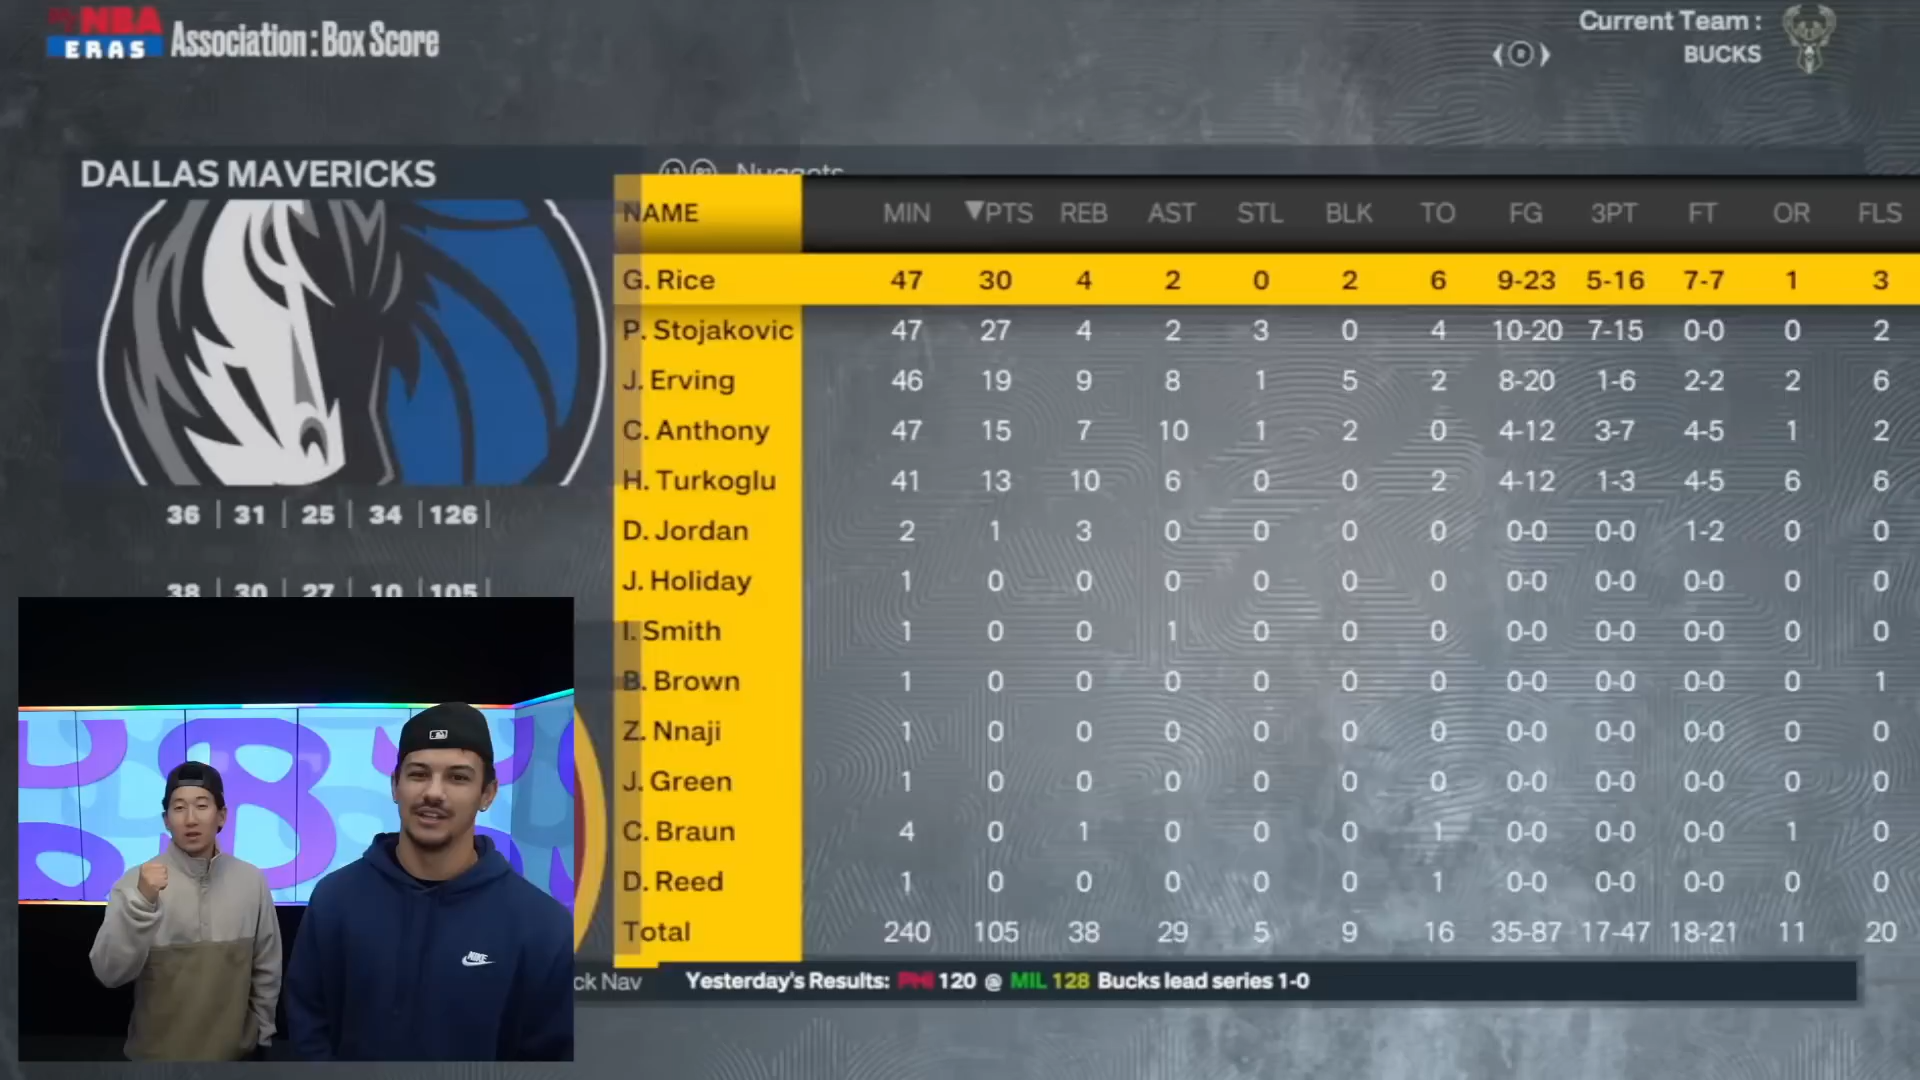 MyNBA
ERAS
Association: Box Score
Current Team :
BUCKS
DALLAS MAVERICKS
Nuggets
NAME MIN ▼PTS REB AST STL BLK TO FG 3PT FT OR FLS
G. Rice 47 30 4 2 0 2 6 9-23 5-16 7-7 1 3
P. Stojakovic 47 27 4 2 3 0 4 10-20 7-15 0-0 0 2
J. Erving 46 19 9 8 1 5 2 8-20 1-6 2-2 2 6
C. Anthony 47 15 7 10 1 2 0 4-12 3-7 4-5 1 2
H. Turkoglu 41 13 10 6 0 0 2 4-12 1-3 4-5 6 6
D. Jordan 2 1 3 0 0 0 0 0-0 0-0 1-2 0 0
J. Holiday 1 0 0 0 0 0 0 0-0 0-0 0-0 0 0
I. Smith 1 0 0 1 0 0 0 0-0 0-0 0-0 0 0
B. Brown 1 0 0 0 0 0 0 0-0 0-0 0-0 0 1
Z. Nnaji 1 0 0 0 0 0 0 0-0 0-0 0-0 0 0
J. Green 1 0 0 0 0 0 0 0-0 0-0 0-0 0 0
C. Braun 4 0 1 0 0 0 1 0-0 0-0 0-0 1 0
D. Reed 1 0 0 0 0 0 1 0-0 0-0 0-0 0 0
Total 240 105 38 29 5 9 16 35-87 17-47 18-21 11 20
36 | 31 | 25 | 34 | 126 |
38 | 30 | 27 | 10 | 105 |
NIKE
ck Nav
Yesterday's Results: PHI 120 @ MIL 128 Bucks lead series 1-0